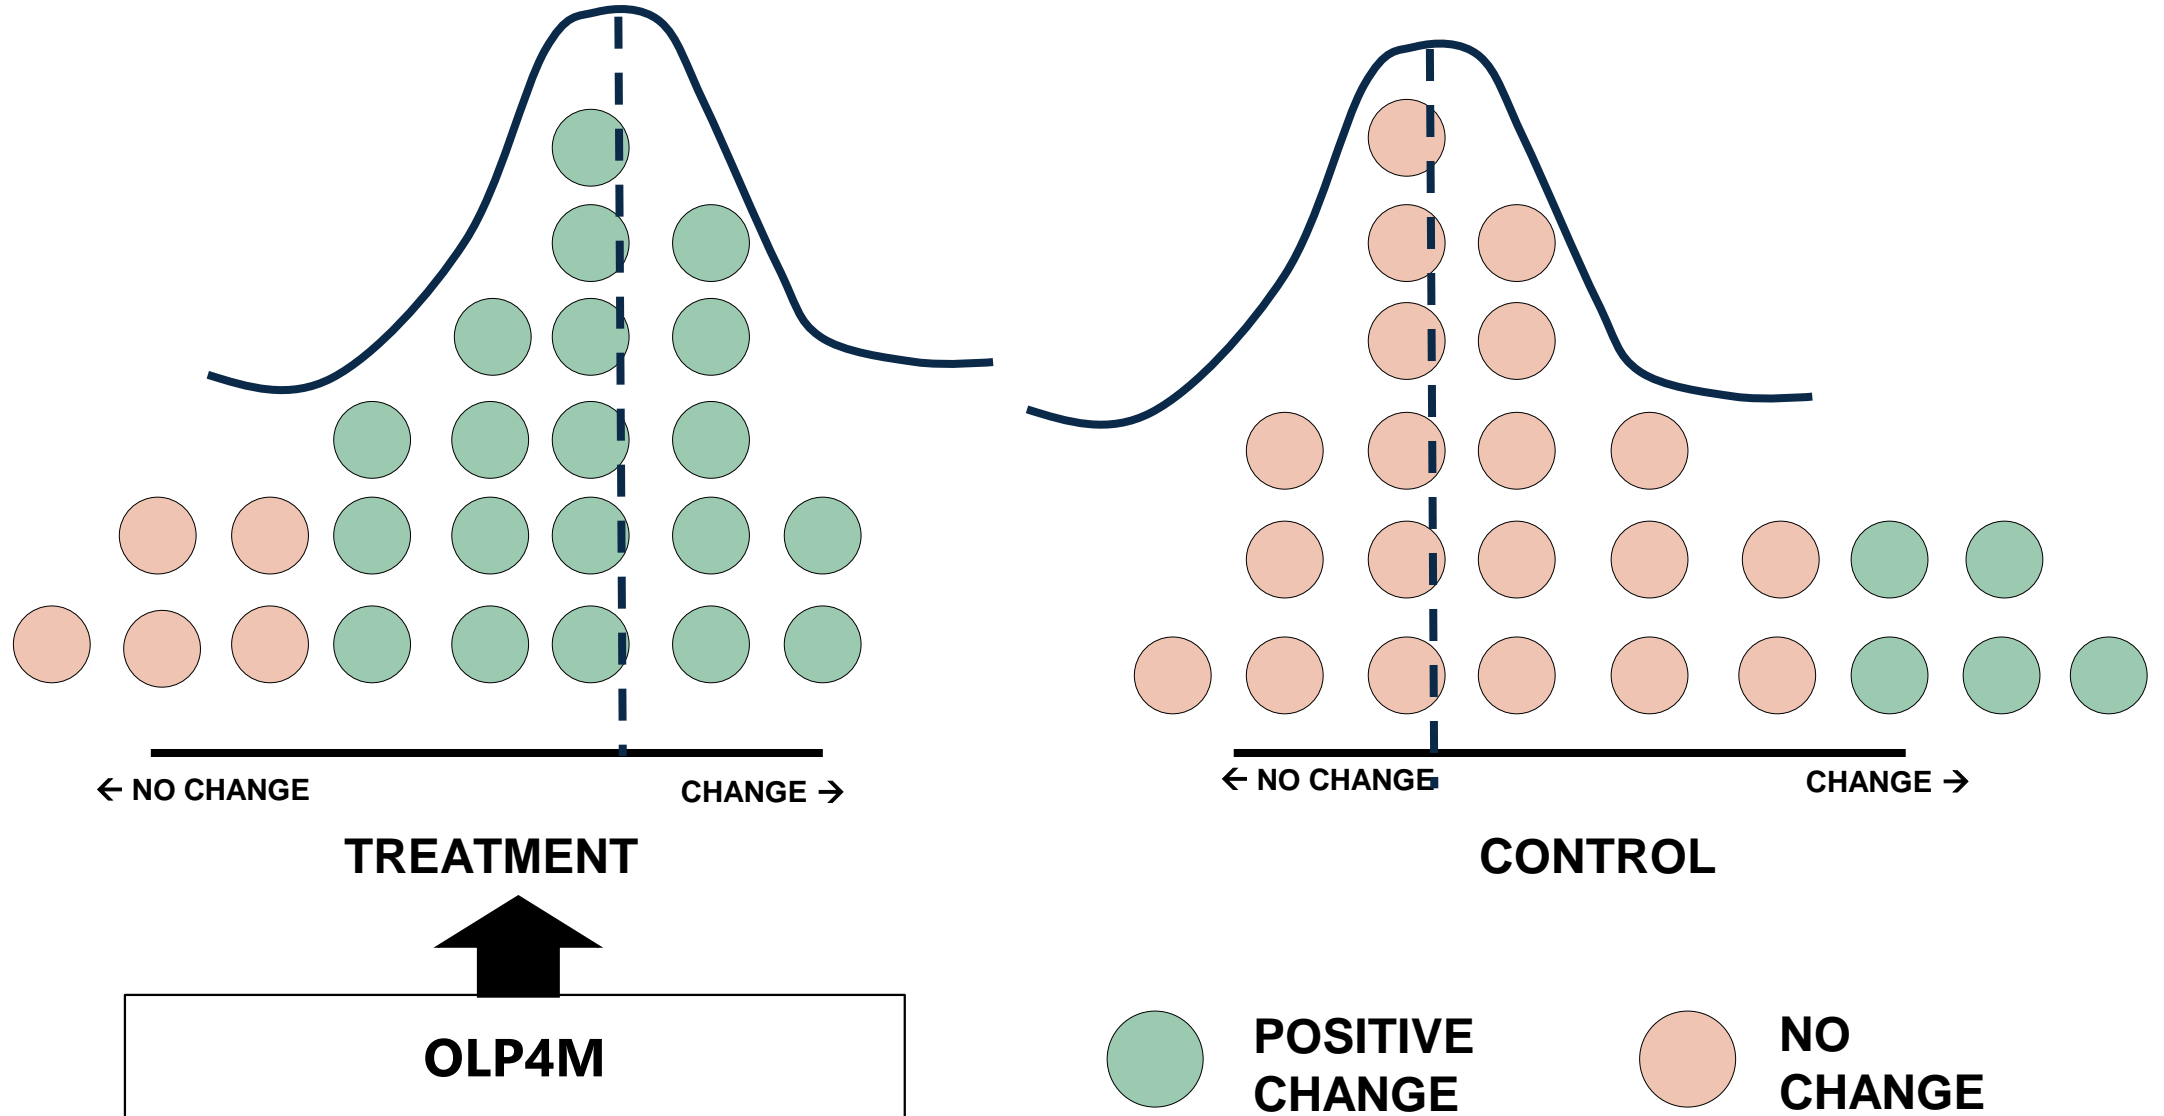 ← NO CHANGE
CHANGE →
← NO CHANGE
CHANGE →
TREATMENT
CONTROL
OLP4M
POSITIVE
CHANGE
NO
CHANGE